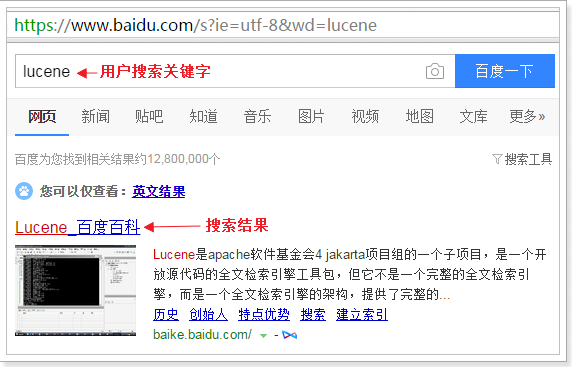 https://www.baidu.com/s?ie=utf-8&wd=lucene
lucene 用户搜索关键字 百度一下
网页 新闻 贴吧 知道 音乐 图片 视频 地图 文库 更多»
百度为您找到相关结果约12,800,000个 搜索工具
您可以仅查看：英文结果
Lucene_百度百科 搜索结果
Lucene是apache软件基金会4 jakarta项目组的一个子项目，是一个开
放源代码的全文检索引擎工具包，但它不是一个完整的全文检索引
擎，而是一个全文检索引擎的架构，提供了完整的...
历史 创始人 特点优势 搜索 建立索引
baike.baidu.com/ -